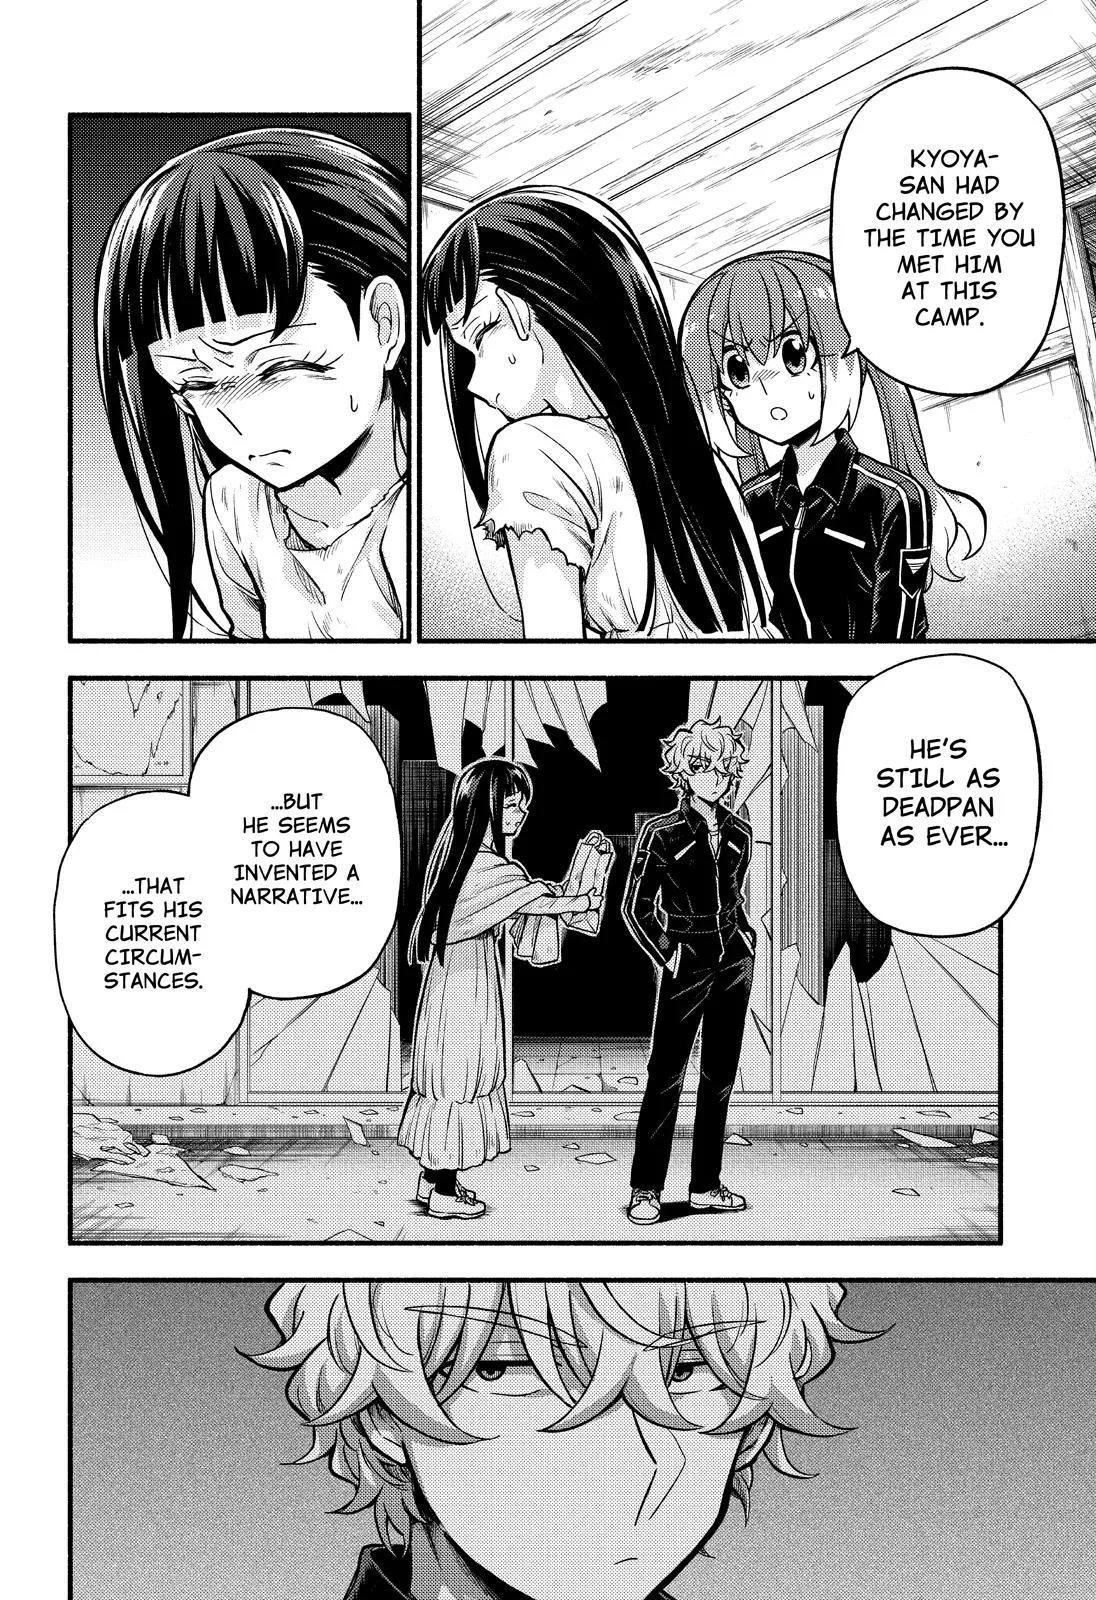 KYOYA-
SAN HAD
CHANGED BY
THE TIME YOU
MET HIM
AT THIS
CAMP.
HE'S
STILL AS
DEADPAN
AS EVER...
...BUT
HE SEEMS
TO HAVE
INVENTED A
NARRATIVE...
...THAT
FITS HIS
CURRENT
CIRCUM-
STANCES.